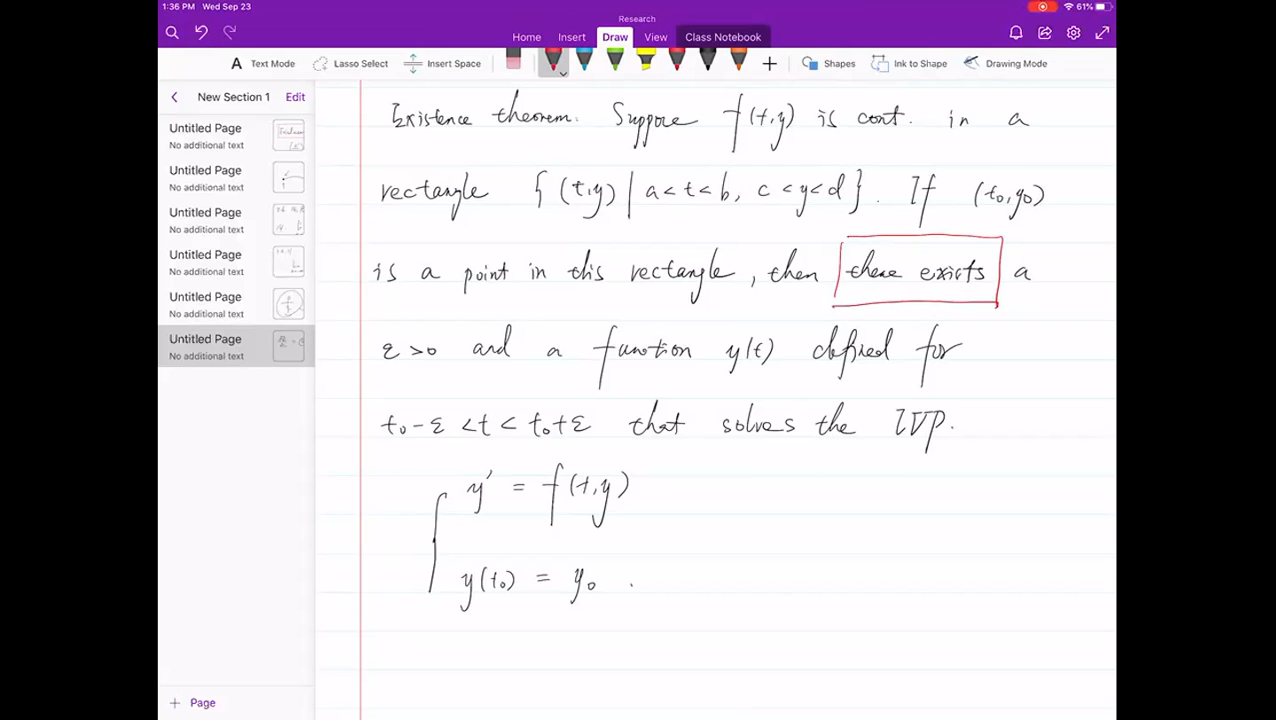 1:36 PM Wed Sep 23
61%
Research
Home Insert Draw View Class Notebook
Text Mode Lasso Select Insert Space Shapes Ink to Shape Drawing Mode
New Section 1 Edit
Untitled Page
No additional text
Untitled Page
No additional text
Untitled Page
No additional text
Untitled Page
No additional text
Untitled Page
No additional text
Untitled Page
No additional text
Page
Existence theorem. Suppose f(t,y) is cont. in a
rectangle {(t,y) | a<t<b, c<y<d}. If (t₀,y₀)
is a point in this rectangle, then there exists a
ε>0 and a function y(t) defined for
t₀-ε <t< t₀+ε that solves the IVP.
y' = f(t,y)
y(t₀) = y₀ .